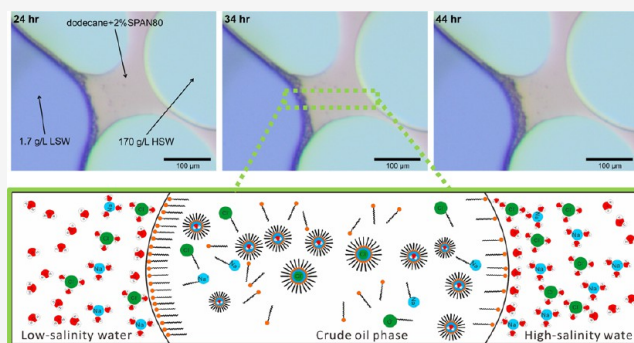 24 hr
34 hr
44 hr
dodecane+2%SPAN80
1.7 g/L LSW
170 g/L HSW
100 μm
100 μm
100 μm
Low-salinity water
Crude oil phase
High-salinity water